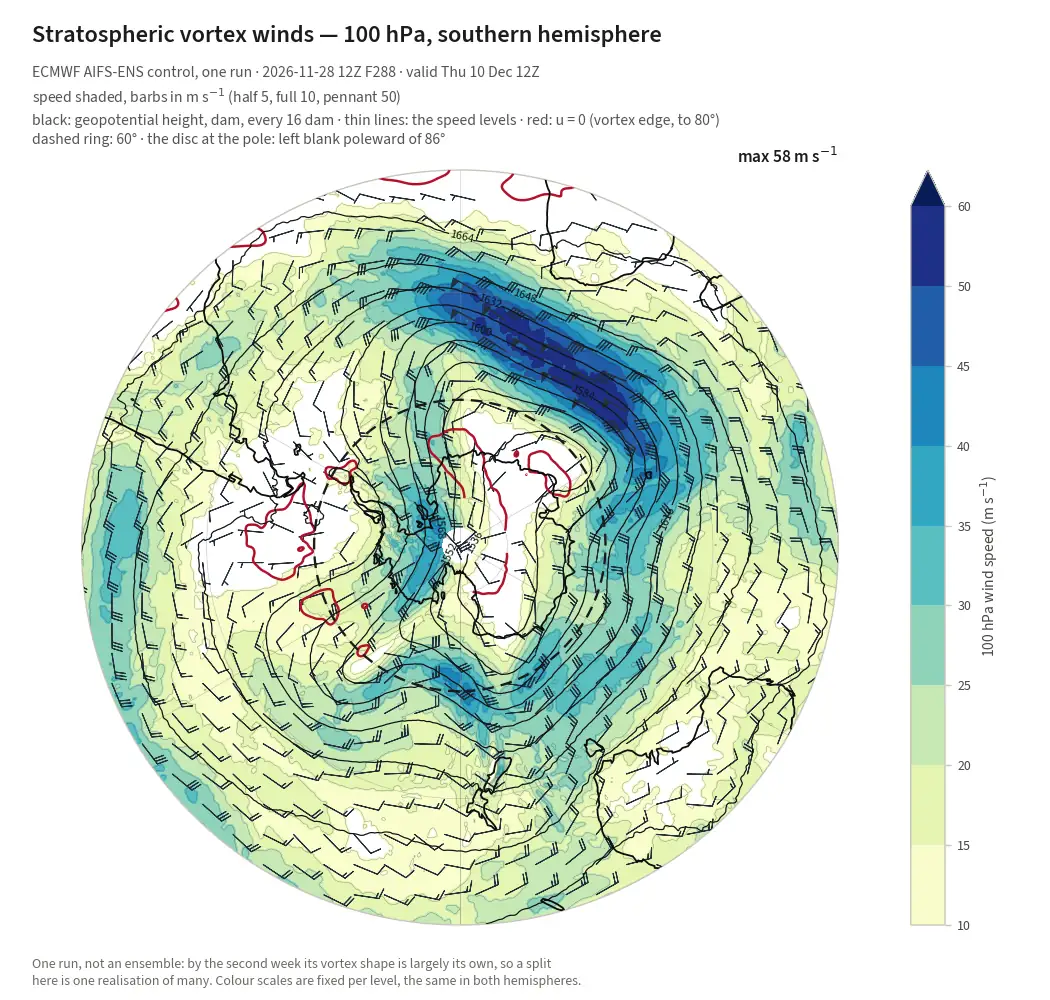 Stratospheric vortex winds — 100 hPa, southern hemisphere
ECMWF AIFS-ENS control, one run · 2026-11-28 12Z F288 · valid Thu 10 Dec 12Z
speed shaded, barbs in m s⁻¹ (half 5, full 10, pennant 50)
black: geopotential height, dam, every 16 dam · thin lines: the speed levels · red: u = 0 (vortex edge, to 80°)
dashed ring: 60° · the disc at the pole: left blank poleward of 86°
max 58 m s⁻¹
1664
1648
1632
1600
1584
1616
1552
60
50
45
40
35
30
25
20
15
10
100 hPa wind speed (m s⁻¹)
One run, not an ensemble: by the second week its vortex shape is largely its own, so a split
here is one realisation of many. Colour scales are fixed per level, the same in both hemispheres.